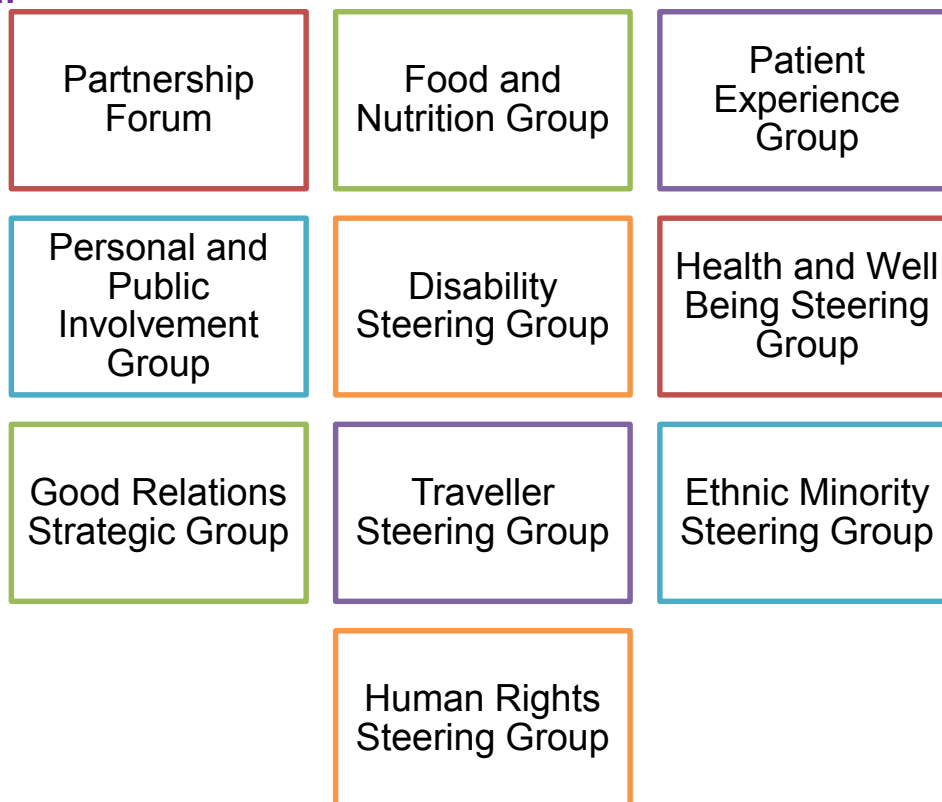 Partnership
Forum
Food and
Nutrition Group
Patient
Experience
Group
Personal and
Public
Involvement
Group
Disability
Steering Group
Health and Well
Being Steering
Group
Good Relations
Strategic Group
Traveller
Steering Group
Ethnic Minority
Steering Group
Human Rights
Steering Group